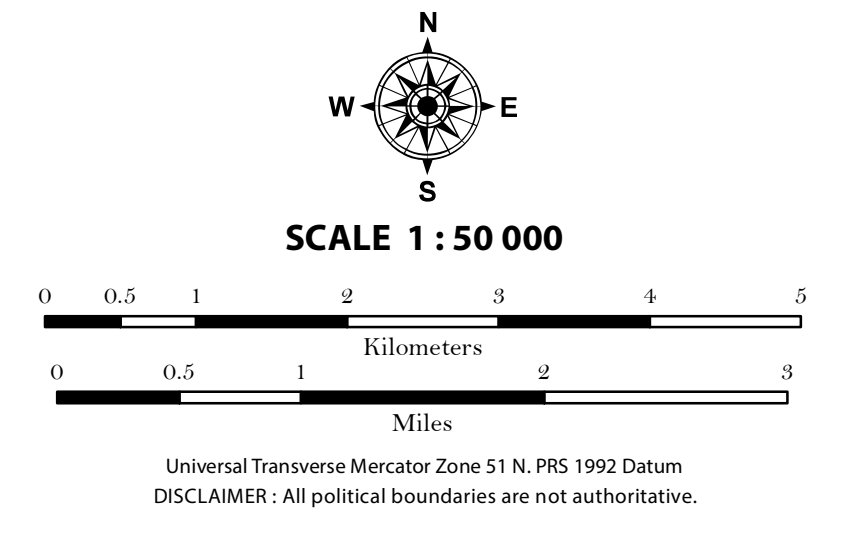 N
W E
S
SCALE 1 : 50 000
0 0.5 1 2 3 4 5
Kilometers
0 0.5 1 2 3
Miles
Universal Transverse Mercator Zone 51 N. PRS 1992 Datum
DISCLAIMER : All political boundaries are not authoritative.